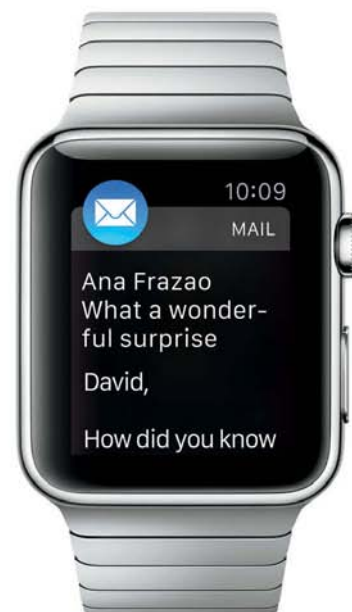 10:09
MAIL
Ana Frazao
What a wonder-
ful surprise
David,
How did you know